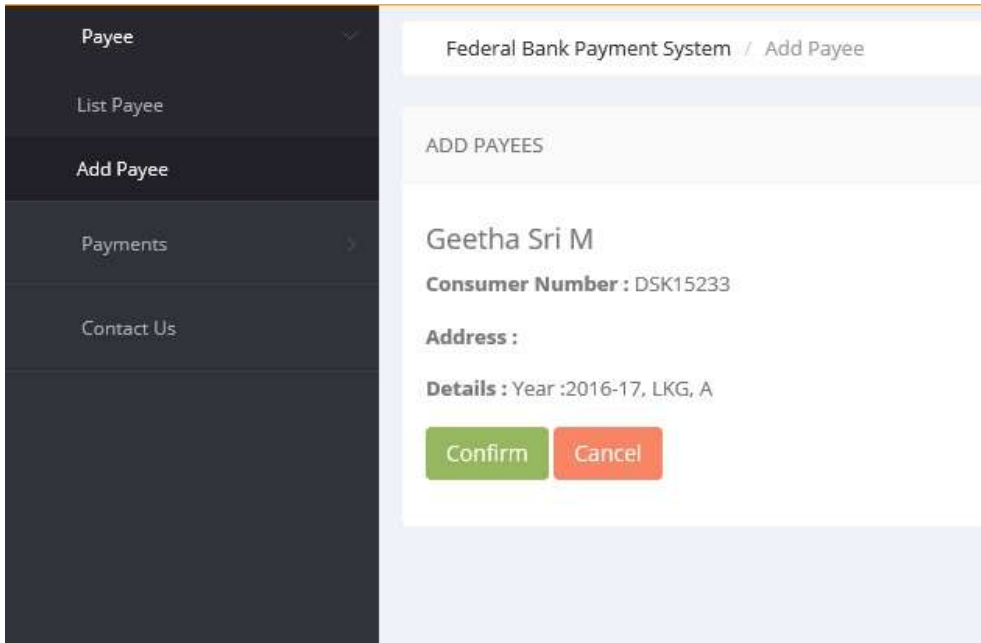 Payee
List Payee
Add Payee
Payments
Contact Us
Federal Bank Payment System / Add Payee
ADD PAYEES
Geetha Sri M
Consumer Number : DSK15233
Address :
Details : Year :2016-17, LKG, A
Confirm Cancel